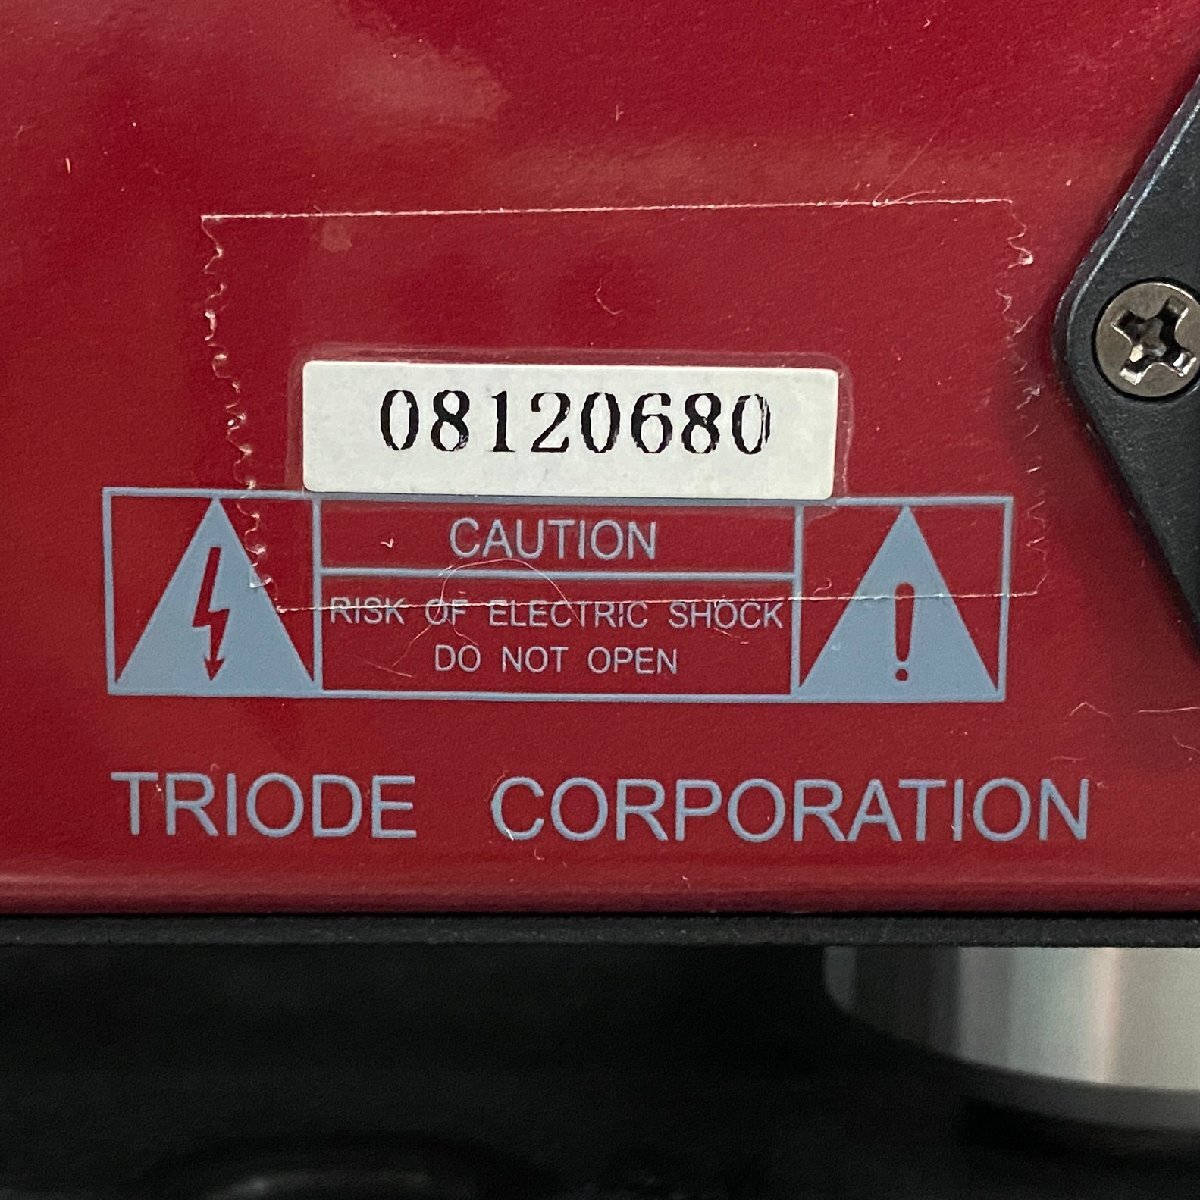 08120680
CAUTION
RISK OF ELECTRIC SHOCK
DO NOT OPEN
TRIODE CORPORATION